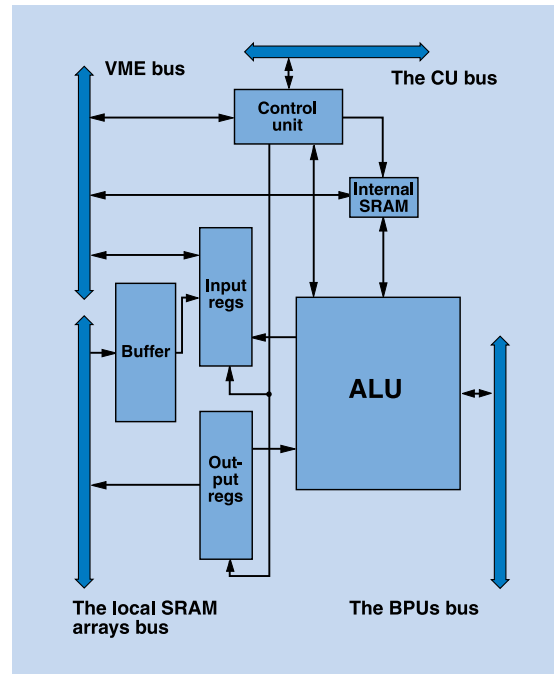 VME bus
The CU bus
Control
unit
Internal
SRAM
Input
regs
Buffer
ALU
Out-
put
regs
The local SRAM
arrays bus
The BPUs bus